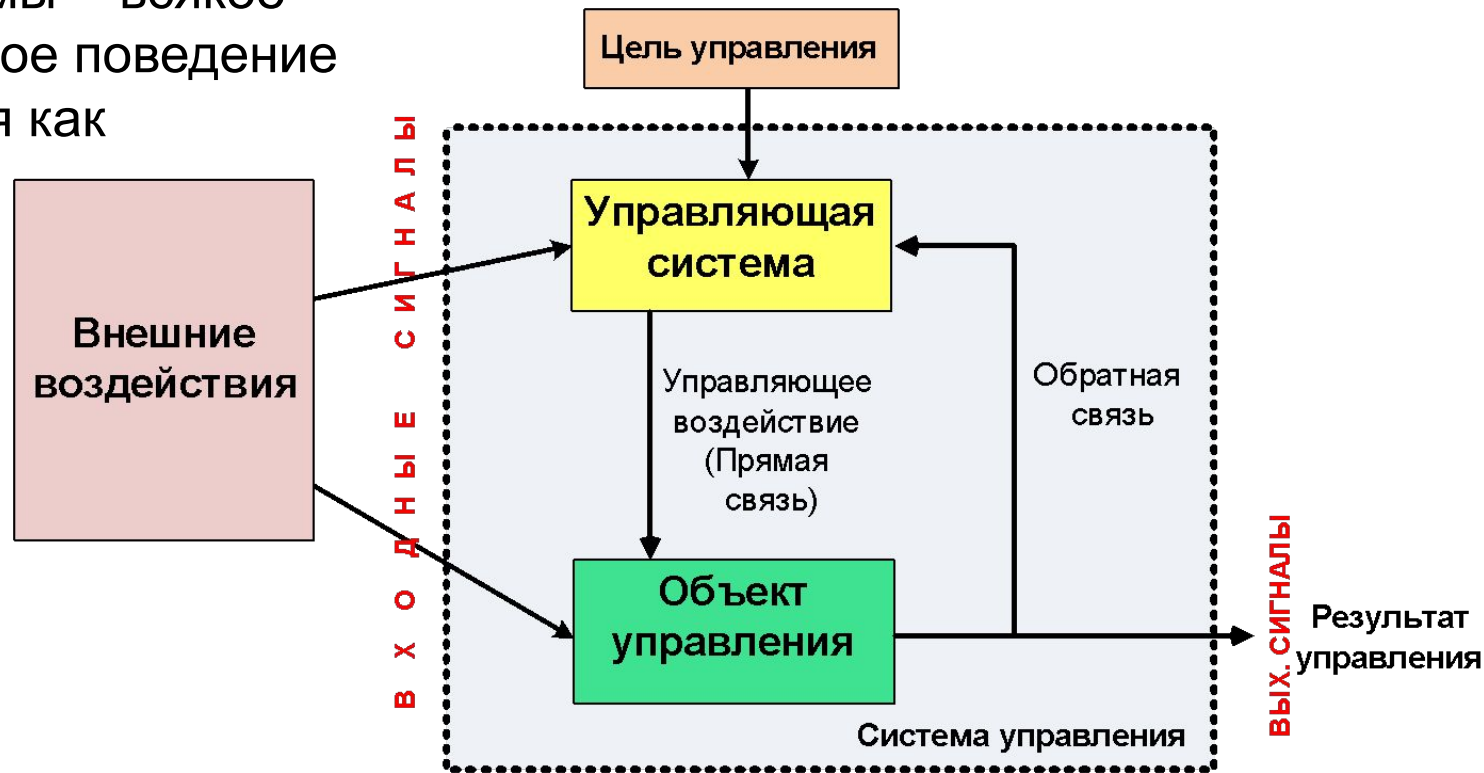 всякое
ое поведение
я как
Цель управления
ВХОДНЫЕ СИГНАЛЫ
Управляющая
система
Внешние
воздействия
Управляющее
воздействие
(Прямая
связь)
Обратная
связь
Объект
управления
ВЫХ. СИГНАЛЫ
Результат
управления
Система управления